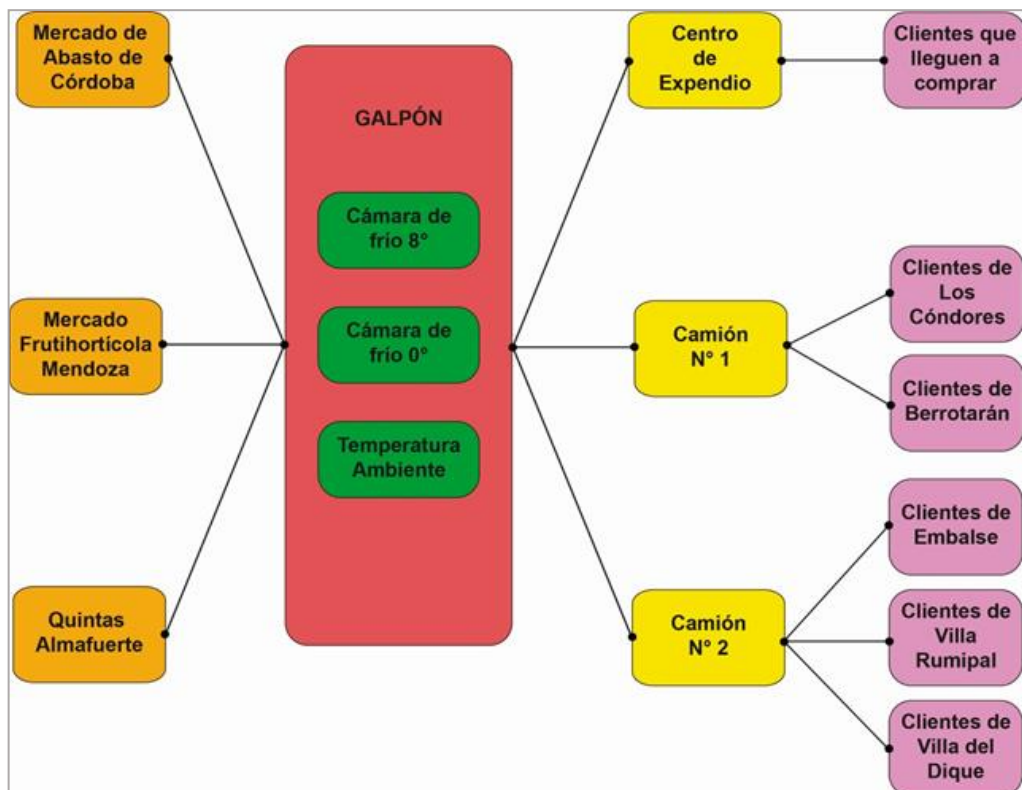 Mercado de
Abasto de
Córdoba
Mercado
Frutihortícola
Mendoza
Quintas
Almafuerte
GALPÓN
Cámara de
frío 8°
Cámara de
frío 0°
Temperatura
Ambiente
Centro
de
Expendio
Camión
N° 1
Camión
N° 2
Clientes que
lleguen a
comprar
Clientes de
Los
Cóndores
Clientes de
Berrotarán
Clientes de
Embalse
Clientes de
Villa
Rumipal
Clientes de
Villa del
Dique